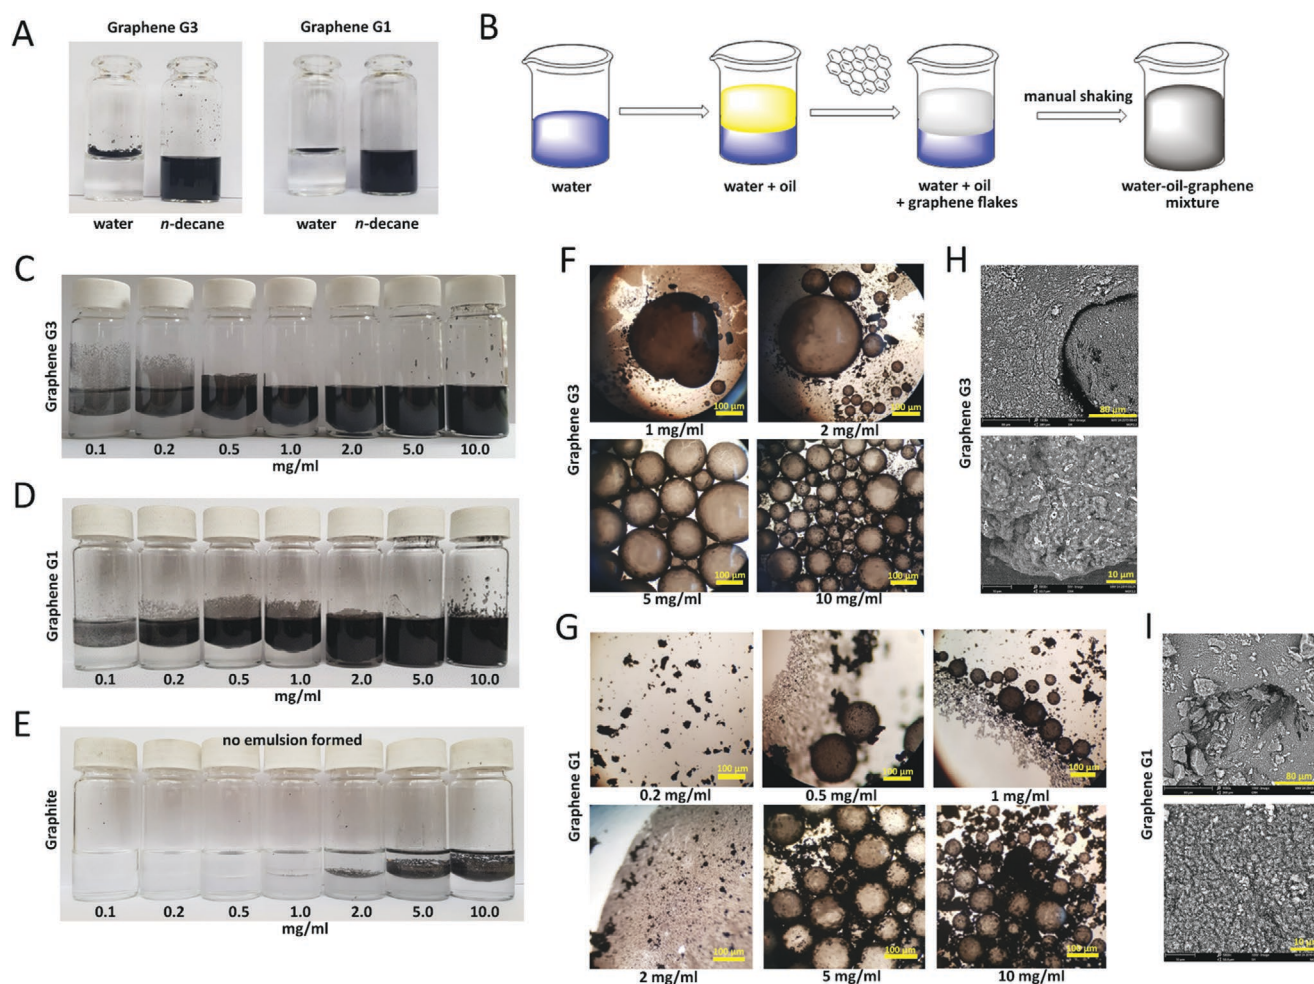 A
Graphene G3
Graphene G1
water
n-decane
water
n-decane
B
manual shaking
water
water + oil
water + oil
+ graphene flakes
water-oil-graphene
mixture
C
Graphene G3
0.1 0.2 0.5 1.0 2.0 5.0 10.0
mg/ml
D
Graphene G1
0.1 0.2 0.5 1.0 2.0 5.0 10.0
mg/ml
E
no emulsion formed
Graphite
0.1 0.2 0.5 1.0 2.0 5.0 10.0
mg/ml
F
Graphene G3
100 µm
1 mg/ml
100 µm
2 mg/ml
100 µm
5 mg/ml
100 µm
10 mg/ml
G
Graphene G1
100 µm
0.2 mg/ml
100 µm
0.5 mg/ml
100 µm
1 mg/ml
100 µm
2 mg/ml
100 µm
5 mg/ml
100 µm
10 mg/ml
H
Graphene G3
80 µm
10 µm
I
Graphene G1
80 µm
10 µm